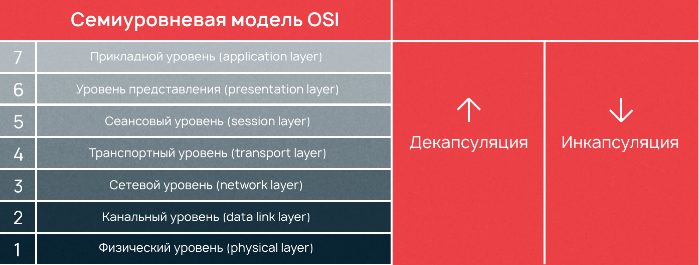 Семиуровневая модель OSI
7 Прикладной уровень (application layer)
6 Уровень представления (presentation layer)
5 Сеансовый уровень (session layer)
4 Транспортный уровень (transport layer)
3 Сетевой уровень (network layer)
2 Канальный уровень (data link layer)
1 Физический уровень (physical layer)
Декапсуляция
Инкапсуляция